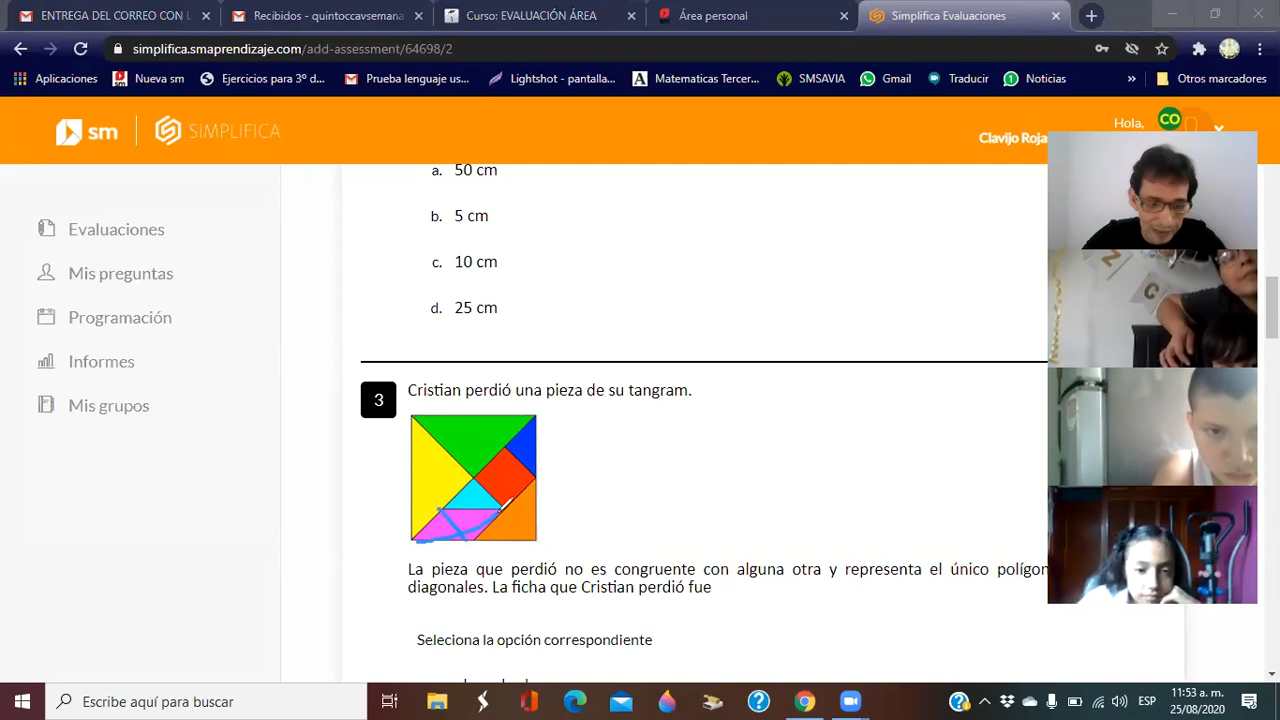 ENTREGA DEL CORREO CON L
Recibidos - quintoccavsemana
Curso: EVALUACIÓN ÁREA
Área personal
Simplifica Evaluaciones
simplifica.smaprendizaje.com/add-assessment/64698/2
Aplicaciones
Nueva sm
Ejercicios para 3º d...
Prueba lenguaje us...
Lightshot - pantalla...
A Matematicas Tercer...
SMSAVIA
Gmail
Traducir
1 Noticias
»
Otros marcadores
sm
SIMPLIFICA
Hola,
CO
Clavijo Roja
Evaluaciones
Mis preguntas
Programación
Informes
Mis grupos
a. 50 cm
b. 5 cm
c. 10 cm
d. 25 cm
3 Cristian perdió una pieza de su tangram.
La pieza que perdió no es congruente con alguna otra y representa el único
diagonales. La ficha que Cristian perdió fue
Seleciona la opción correspondiente
Z
Escribe aquí para buscar
ESP
11:53 a. m.
25/08/2020